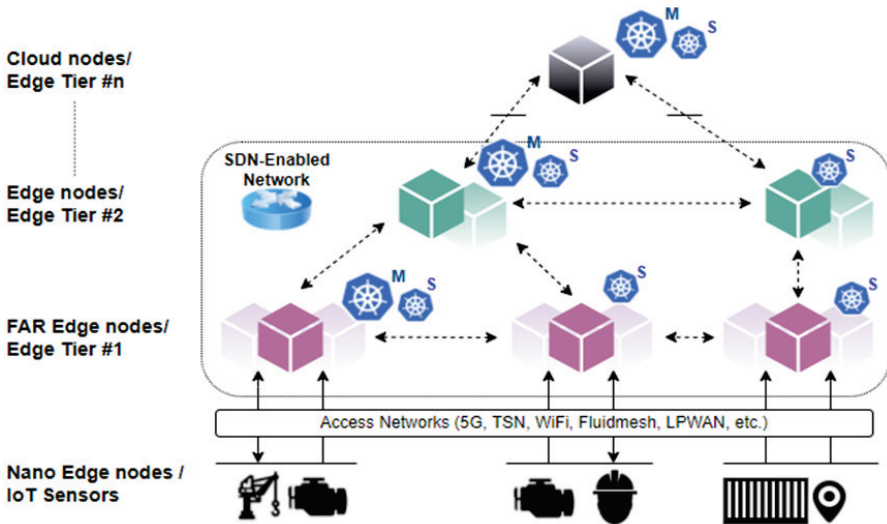 Cloud nodes/
Edge Tier #n
M
S
SDN-Enabled
Network
M
S
S
Edge nodes/
Edge Tier #2
M
S
S
S
FAR Edge nodes/
Edge Tier #1
Access Networks (5G, TSN, WiFi, Fluidmesh, LPWAN, etc.)
Nano Edge nodes /
IoT Sensors